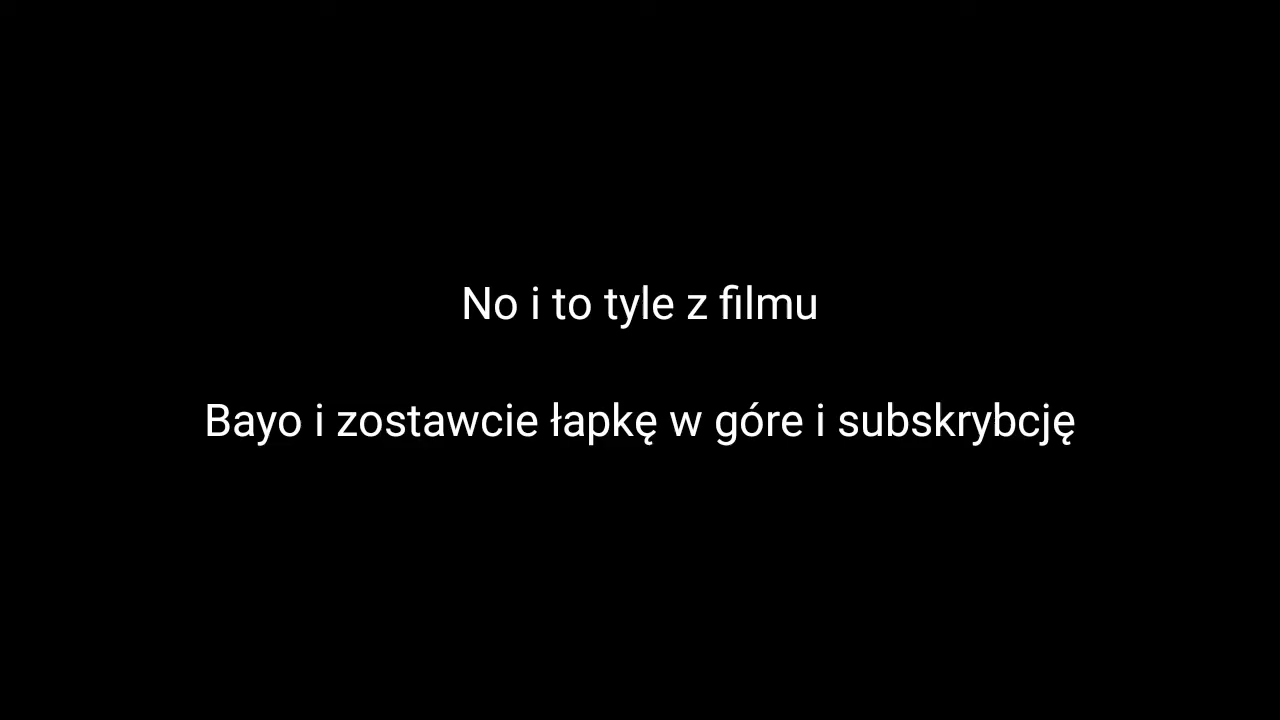 No i to tyle z filmu
Bayo i zostawcie łapkę w góre i subskrybcję